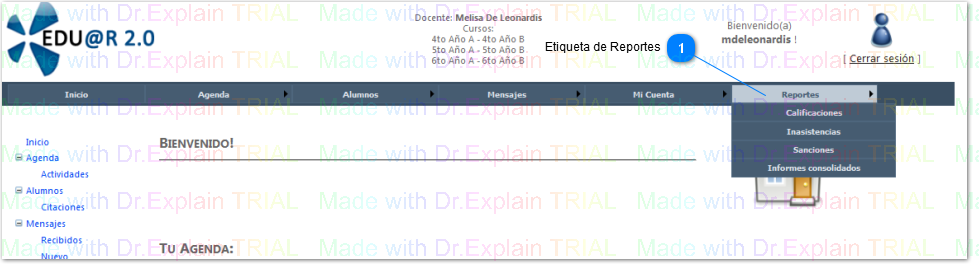 EDU@R 2.0
Docente: Melisa De Leonardis
Cursos:
4to Año A - 4to Año B
5to Año A - 5to Año B
6to Año A - 6to Año B
Etiqueta de Reportes 1
Bienvenido(a)
mdeleonardis !
[ Cerrar sesión ]
Inicio Agenda Alumnos Mensajes Mi Cuenta Reportes
Calificaciones
Inasistencias
Sanciones
Informes consolidados
Inicio
Agenda
Actividades
Alumnos
Citaciones
Mensajes
Recibidos
Nuevo
BIENVENIDO!
TU AGENDA:
Made with Dr.Explain TRIAL